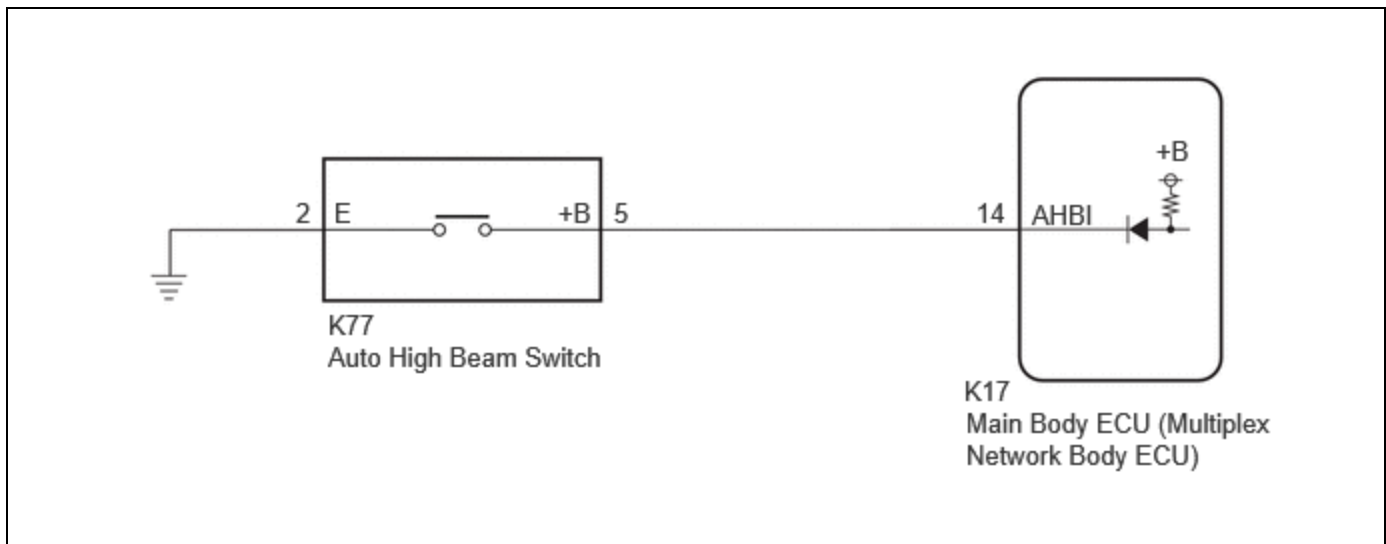 +B
2 E +B 5 14 AHBI
K77
Auto High Beam Switch
K17
Main Body ECU (Multiplex
Network Body ECU)